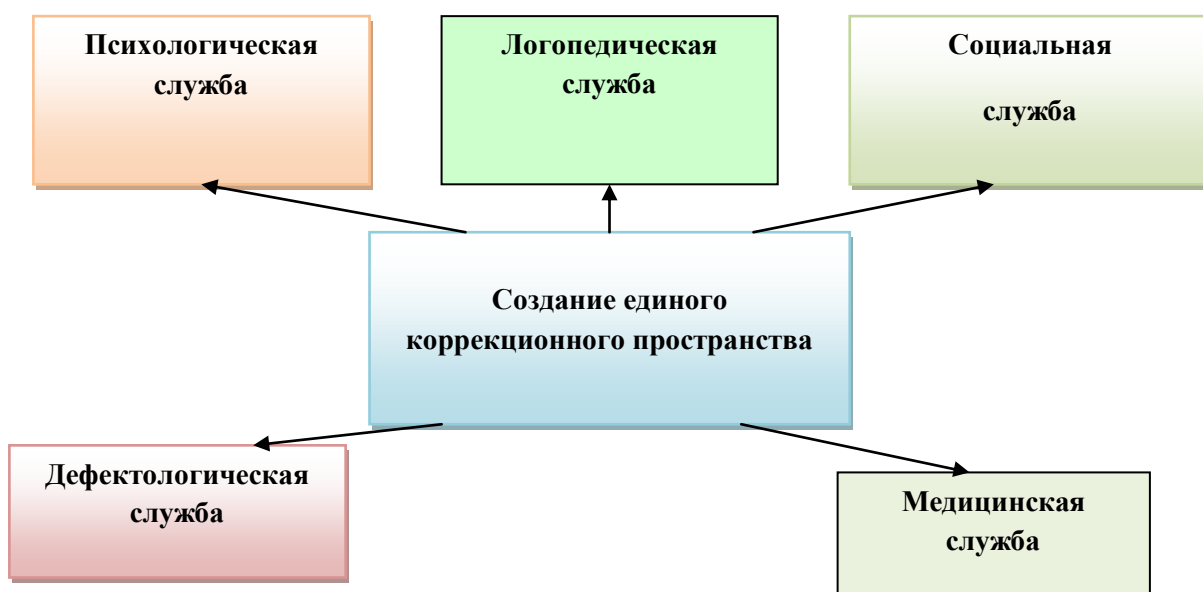 Психологическая
служба
Логопедическая
служба
Социальная
служба
Создание единого
коррекционного пространства
Дефектологическая
служба
Медицинская
служба